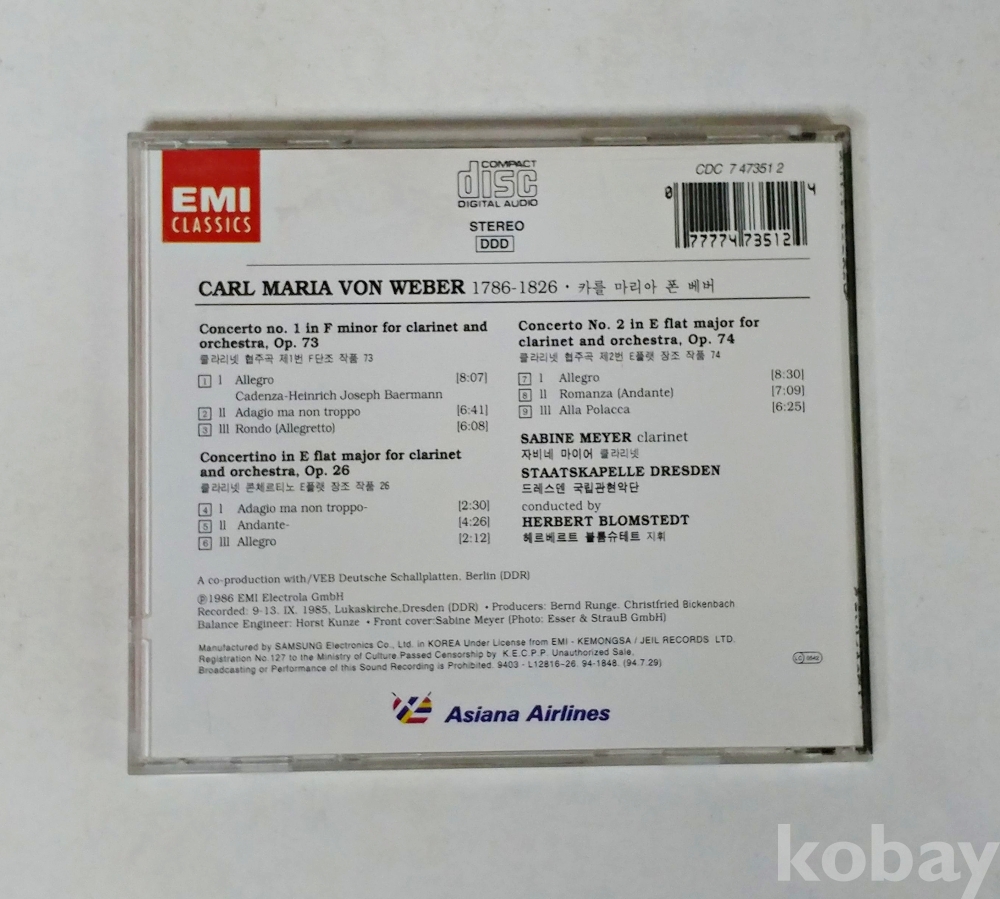 EMI
CLASSICS
COMPACT
disc
DIGITAL AUDIO
STEREO
DDD
CDC 7 47351 2
0 77774 73512 4
CARL MARIA VON WEBER 1786-1826 · 카를 마리아 폰 베버
Concerto no. 1 in F minor for clarinet and
orchestra, Op. 73
클라리넷 협주곡 제1번 F단조 작품 73
1 I Allegro [8:07]
Cadenza-Heinrich Joseph Baermann
2 II Adagio ma non troppo [6:41]
3 III Rondo (Allegretto) [6:08]
Concertino in E flat major for clarinet
and orchestra, Op. 26
클라리넷 콘체르티노 E플랫 장조 작품 26
4 I Adagio ma non troppo- [2:30]
5 II Andante- [4:26]
6 III Allegro [2:12]
Concerto No. 2 in E flat major for
clarinet and orchestra, Op. 74
클라리넷 협주곡 제2번 E플랫 장조 작품 74
7 I Allegro [8:30]
8 II Romanza (Andante) [7:09]
9 III Alla Polacca [6:25]
SABINE MEYER clarinet
자비네 마이어 클라리넷
STAATSKAPELLE DRESDEN
드레스덴 국립관현악단
conducted by
HERBERT BLOMSTEDT
헤르베르트 블롬슈테트 지휘
A co-production with/VEB Deutsche Schallplatten, Berlin (DDR)
℗1986 EMI Electrola GmbH
Recorded: 9-13. IX. 1985, Lukaskirche,Dresden (DDR) • Producers: Bernd Runge. Christfried Bickenbach
Balance Engineer: Horst Kunze • Front cover:Sabine Meyer (Photo: Esser & Strauß GmbH)
Manufactured by SAMSUNG Electronics Co., Ltd. in KOREA Under License from EMI - KEMONGSA / JEIL RECORDS LTD.
Registration No. 127 to the Ministry of Culture.Passed Censorship by K.E.C.P.P. Unauthorized Sale,
Broadcasting or Performance of this Sound Recording is Prohibited. 9403 - L12816-26. 94-1848. (94.7.29)
LC 0542
Asiana Airlines
kobay